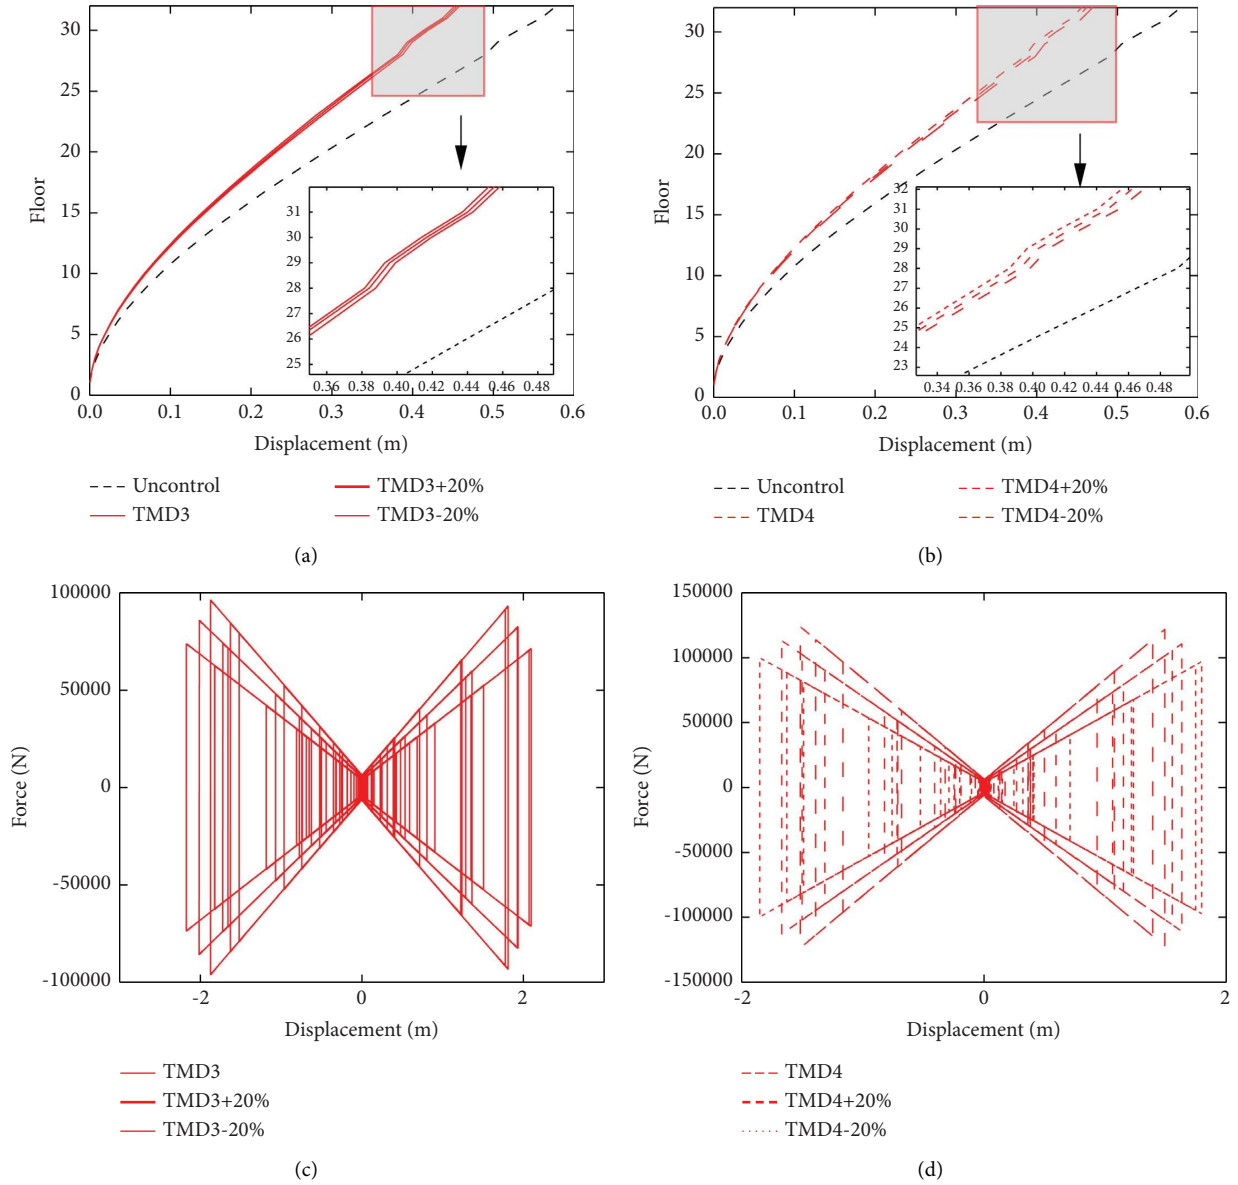 30
25
20
15
10
5
0
Floor
31
30
29
28
27
26
25
0.36 0.38 0.40 0.42 0.44 0.46 0.48
0.0 0.1 0.2 0.3 0.4 0.5 0.6
Displacement (m)
Uncontrol
TMD3
TMD3+20%
TMD3-20%
(a)
30
25
20
15
10
5
0
Floor
32
31
30
29
28
27
26
25
24
23
0.34 0.36 0.38 0.40 0.42 0.44 0.46 0.48
0.0 0.1 0.2 0.3 0.4 0.5 0.6
Displacement (m)
Uncontrol
TMD4
TMD4+20%
TMD4-20%
(b)
100000
50000
0
-50000
-100000
Force (N)
-2 0 2
Displacement (m)
TMD3
TMD3+20%
TMD3-20%
(c)
150000
100000
50000
0
-50000
-100000
-150000
Force (N)
-2 0 2
Displacement (m)
TMD4
TMD4+20%
TMD4-20%
(d)